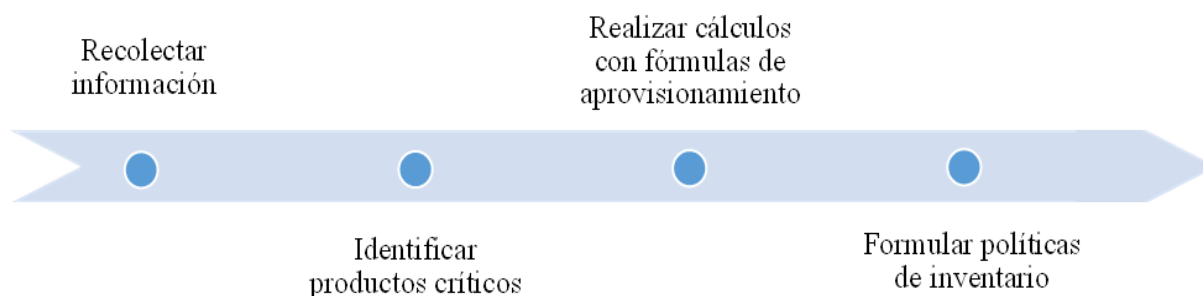 Recolectar
información
Identificar
productos críticos
Realizar cálculos
con fórmulas de
aprovisionamiento
Formular políticas
de inventario